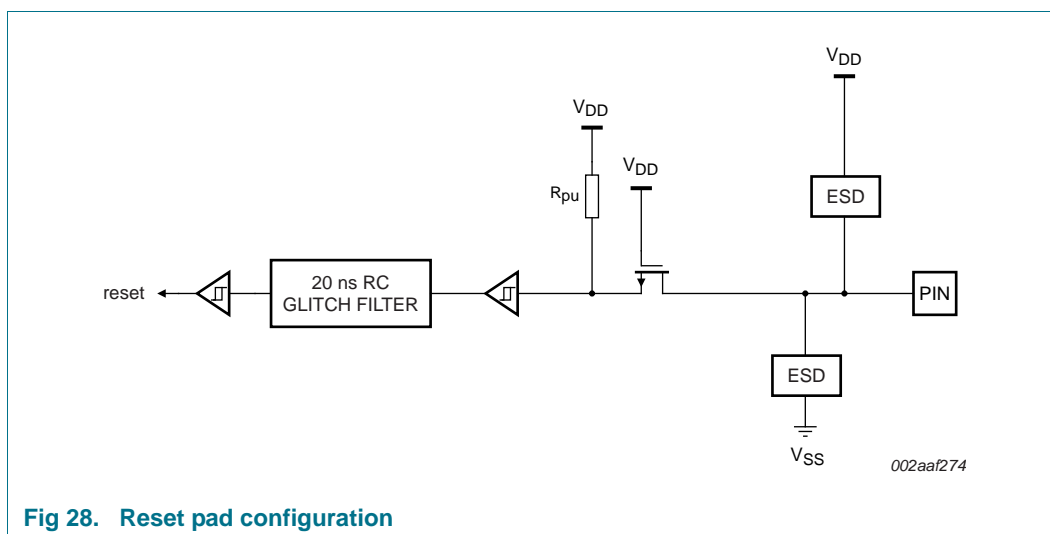 VDD
VDD
VDD
Rpu
ESD
reset
20 ns RC
GLITCH FILTER
PIN
ESD
VSS
002aaf274
Fig 28. Reset pad configuration